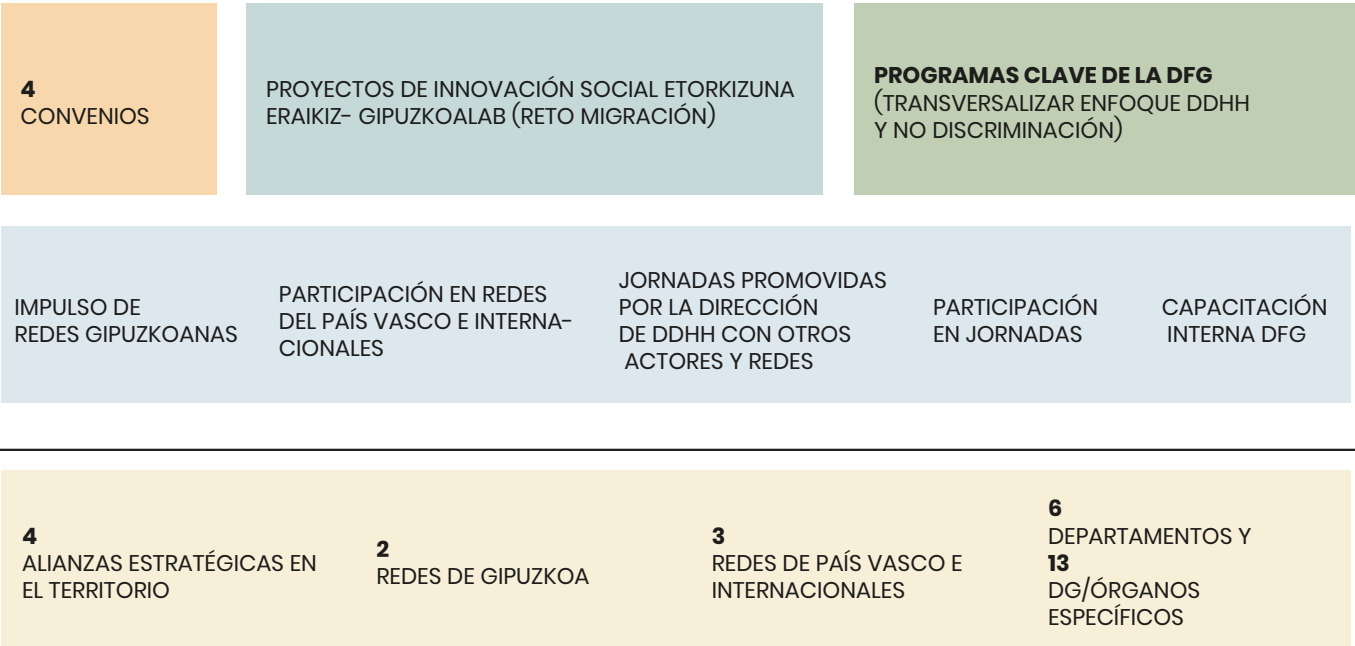 4
CONVENIOS
PROYECTOS DE INNOVACIÓN SOCIAL ETORKIZUNA
ERAIKIZ- GIPUZKOALAB (RETO MIGRACIÓN)
PROGRAMAS CLAVE DE LA DFG
(TRANSVERSALIZAR ENFOQUE DDHH
Y NO DISCRIMINACIÓN)
IMPULSO DE
REDES GIPUZKOANAS
PARTICIPACIÓN EN REDES
DEL PAÍS VASCO E INTERNA-
CIONALES
JORNADAS PROMOVIDAS
POR LA DIRECCIÓN
DE DDHH CON OTROS
ACTORES Y REDES
PARTICIPACIÓN
EN JORNADAS
CAPACITACIÓN
INTERNA DFG
4
ALIANZAS ESTRATÉGICAS EN
EL TERRITORIO
2
REDES DE GIPUZKOA
3
REDES DE PAÍS VASCO E
INTERNACIONALES
6
DEPARTAMENTOS Y
13
DG/ÓRGANOS
ESPECÍFICOS